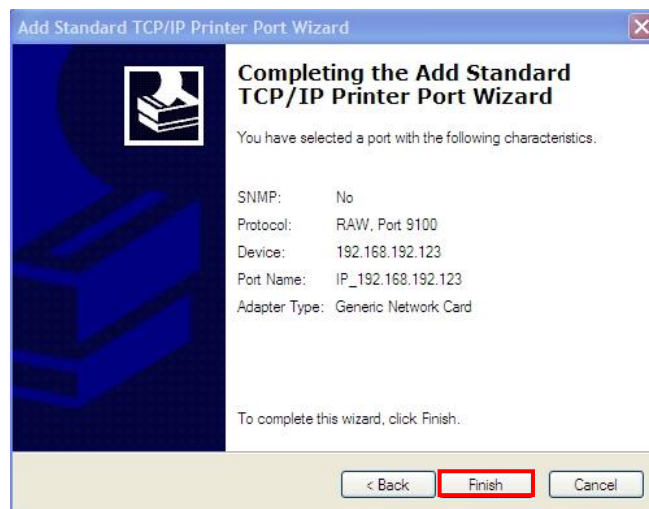 Add Standard TCP/IP Printer Port Wizard
Completing the Add Standard
TCP/IP Printer Port Wizard
You have selected a port with the following characteristics.
SNMP: No
Protocol: RAW, Port 9100
Device: 192.168.192.123
Port Name: IP_192.168.192.123
Adapter Type: Generic Network Card
To complete this wizard, click Finish.
< Back Finish Cancel